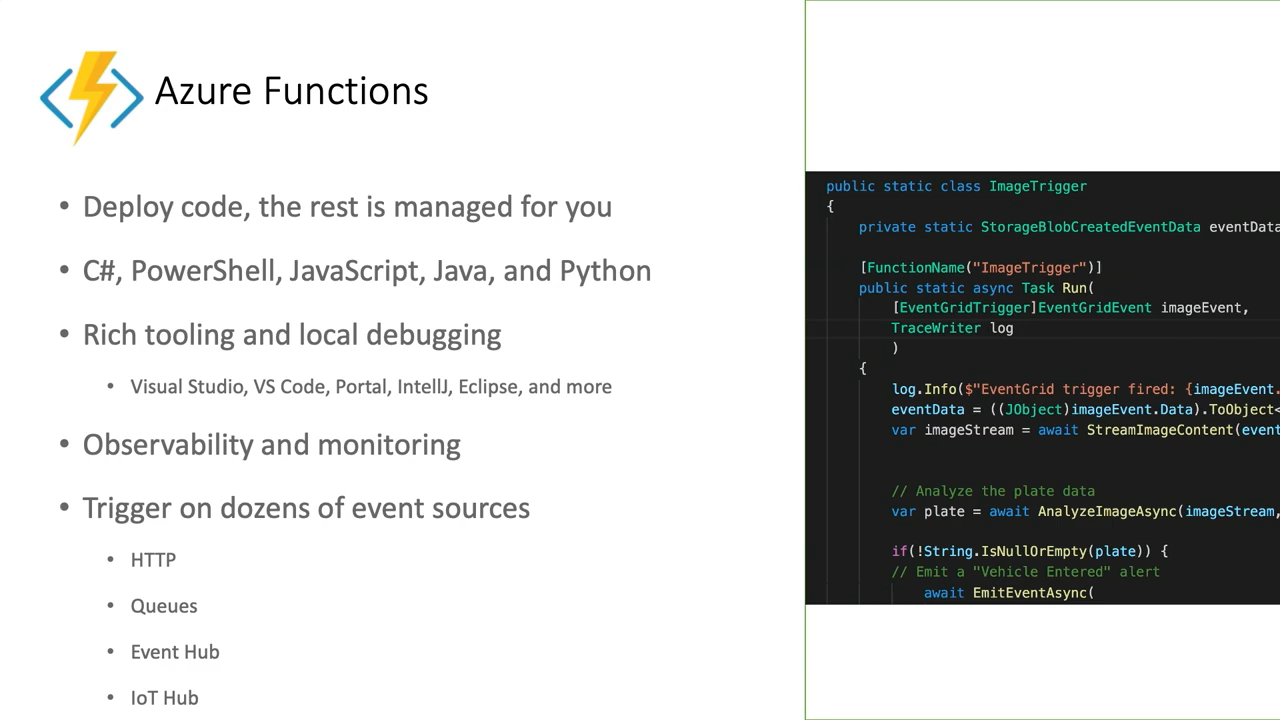 Azure Functions
• Deploy code, the rest is managed for you
• C#, PowerShell, JavaScript, Java, and Python
• Rich tooling and local debugging
• Visual Studio, VS Code, Portal, IntellJ, Eclipse, and more
• Observability and monitoring
• Trigger on dozens of event sources
• HTTP
• Queues
• Event Hub
• IoT Hub
public static class ImageTrigger
{
private static StorageBlobCreatedEventData eventData
[FunctionName("ImageTrigger")]
public static async Task Run(
[EventGridTrigger]EventGridEvent imageEvent,
TraceWriter log
)
{
log.Info($"EventGrid trigger fired: {imageEvent.
eventData = ((JObject)imageEvent.Data).ToObject<
var imageStream = await StreamImageContent(event
// Analyze the plate data
var plate = await AnalyzeImageAsync(imageStream,
if(!String.IsNullOrEmpty(plate)) {
// Emit a "Vehicle Entered" alert
await EmitEventAsync(